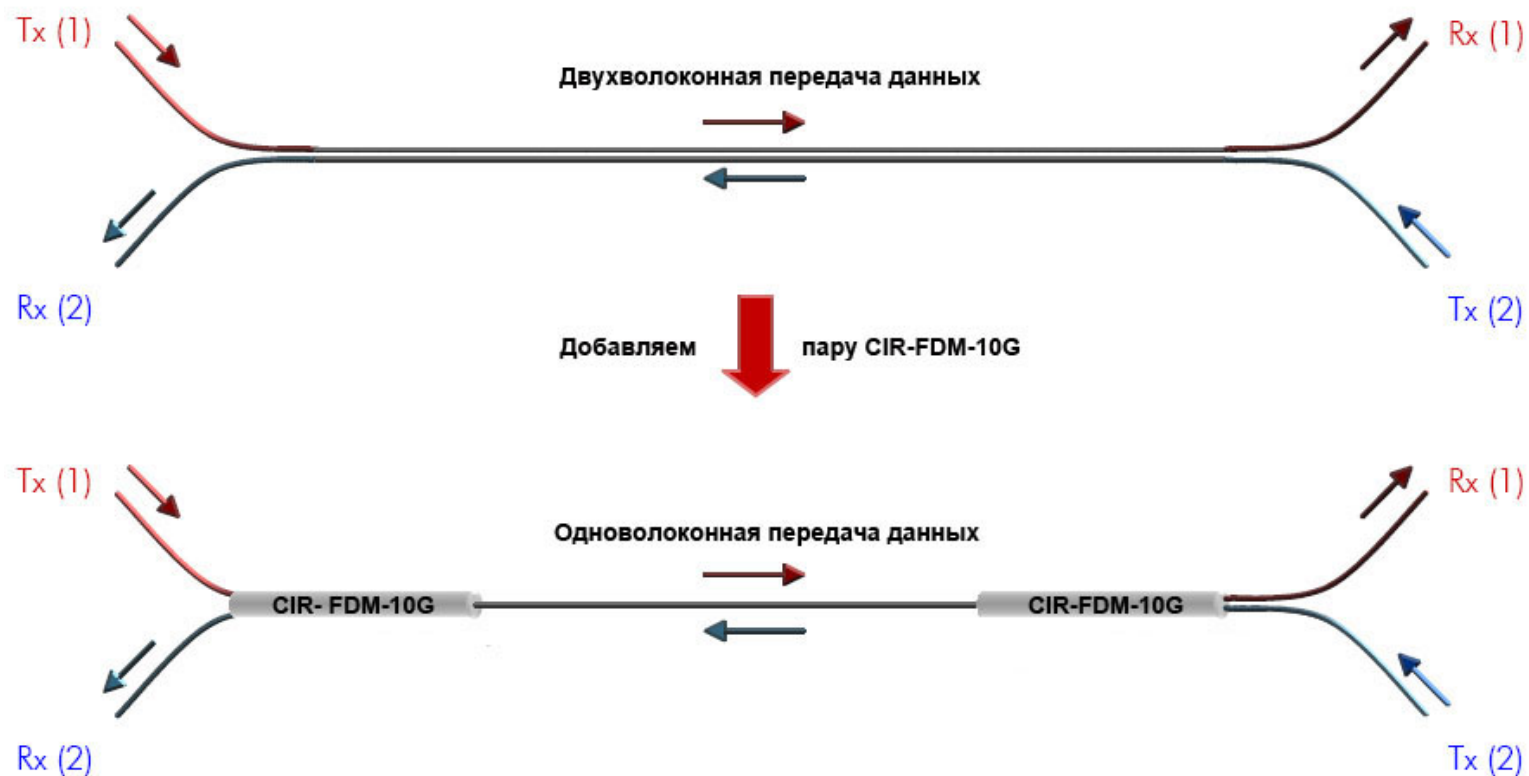 Tx (1)
Rx (1)
Двухволоконная передача данных
Rx (2)
Tx (2)
Добавляем пару CIR-FDM-10G
Tx (1)
Rx (1)
Одноволоконная передача данных
CIR- FDM-10G
CIR-FDM-10G
Rx (2)
Tx (2)